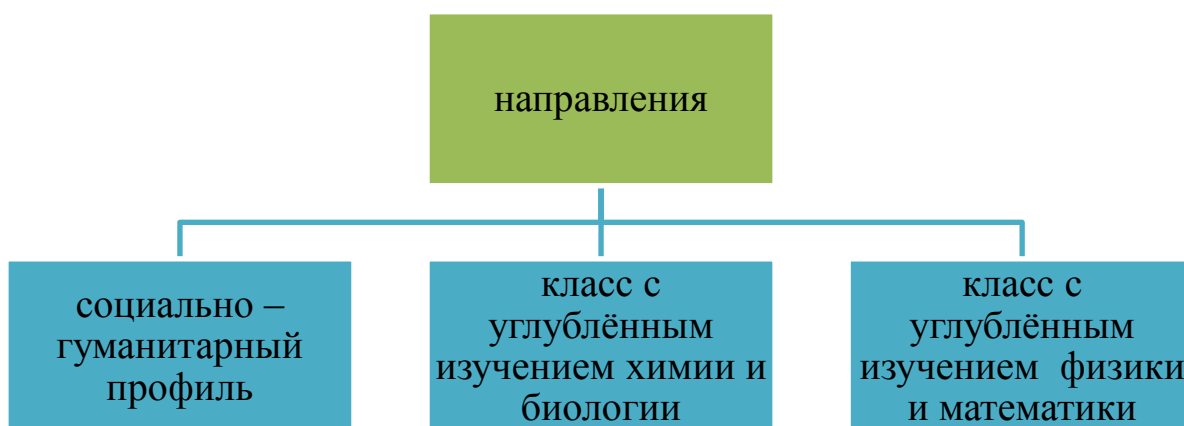 направления
социально –
гуманитарный
профиль
класс с
углублённым
изучением химии и
биологии
класс с
углублённым
изучением  физики
и математики